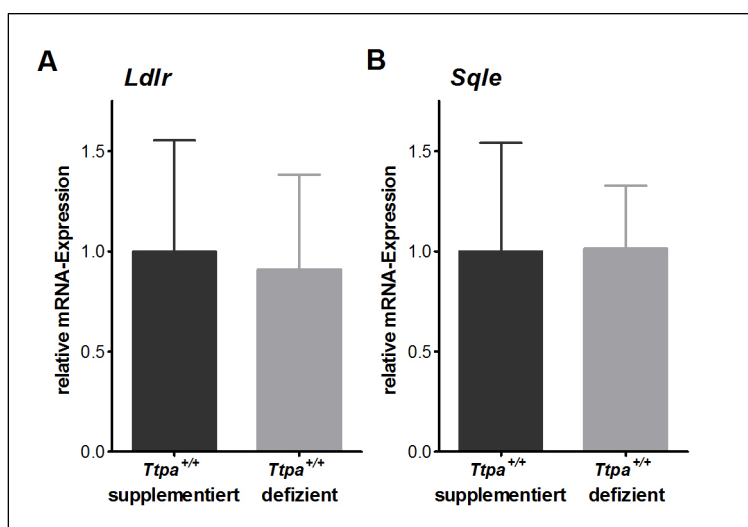 A
Ldlr
relative mRNA-Expression
1.5
1.0
0.5
0.0
Ttpa+/+
supplementiert
Ttpa+/+
defizient
B
Sqle
relative mRNA-Expression
1.5
1.0
0.5
0.0
Ttpa+/+
supplementiert
Ttpa+/+
defizient